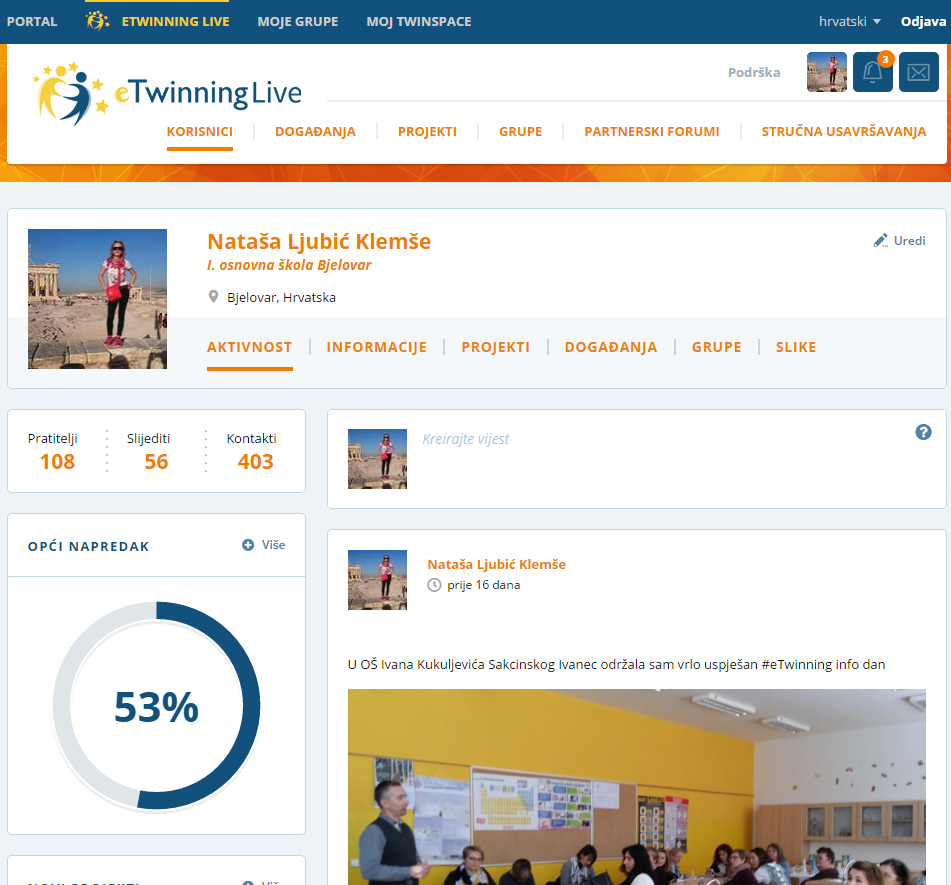 PORTAL ETWINNING LIVE MOJE GRUPE MOJ TWINSPACE hrvatski Odjava
eTwinning Live
Podrška 3
KORISNICI DOGAĐANJA PROJEKTI GRUPE PARTNERSKI FORUMI STRUČNA USAVRŠAVANJA
Nataša Ljubić Klemše
Uredi
I. osnovna škola Bjelovar
Bjelovar, Hrvatska
AKTIVNOST INFORMACIJE PROJEKTI DOGAĐANJA GRUPE SLIKE
Pratitelji Slijediti Kontakti
108 56 403
Kreirajte vijest ?
OPĆI NAPREDAK Više
53%
Nataša Ljubić Klemše
prije 16 dana
U OŠ Ivana Kukuljevića Sakcinskog Ivanec održala sam vrlo uspješan #eTwinning info dan